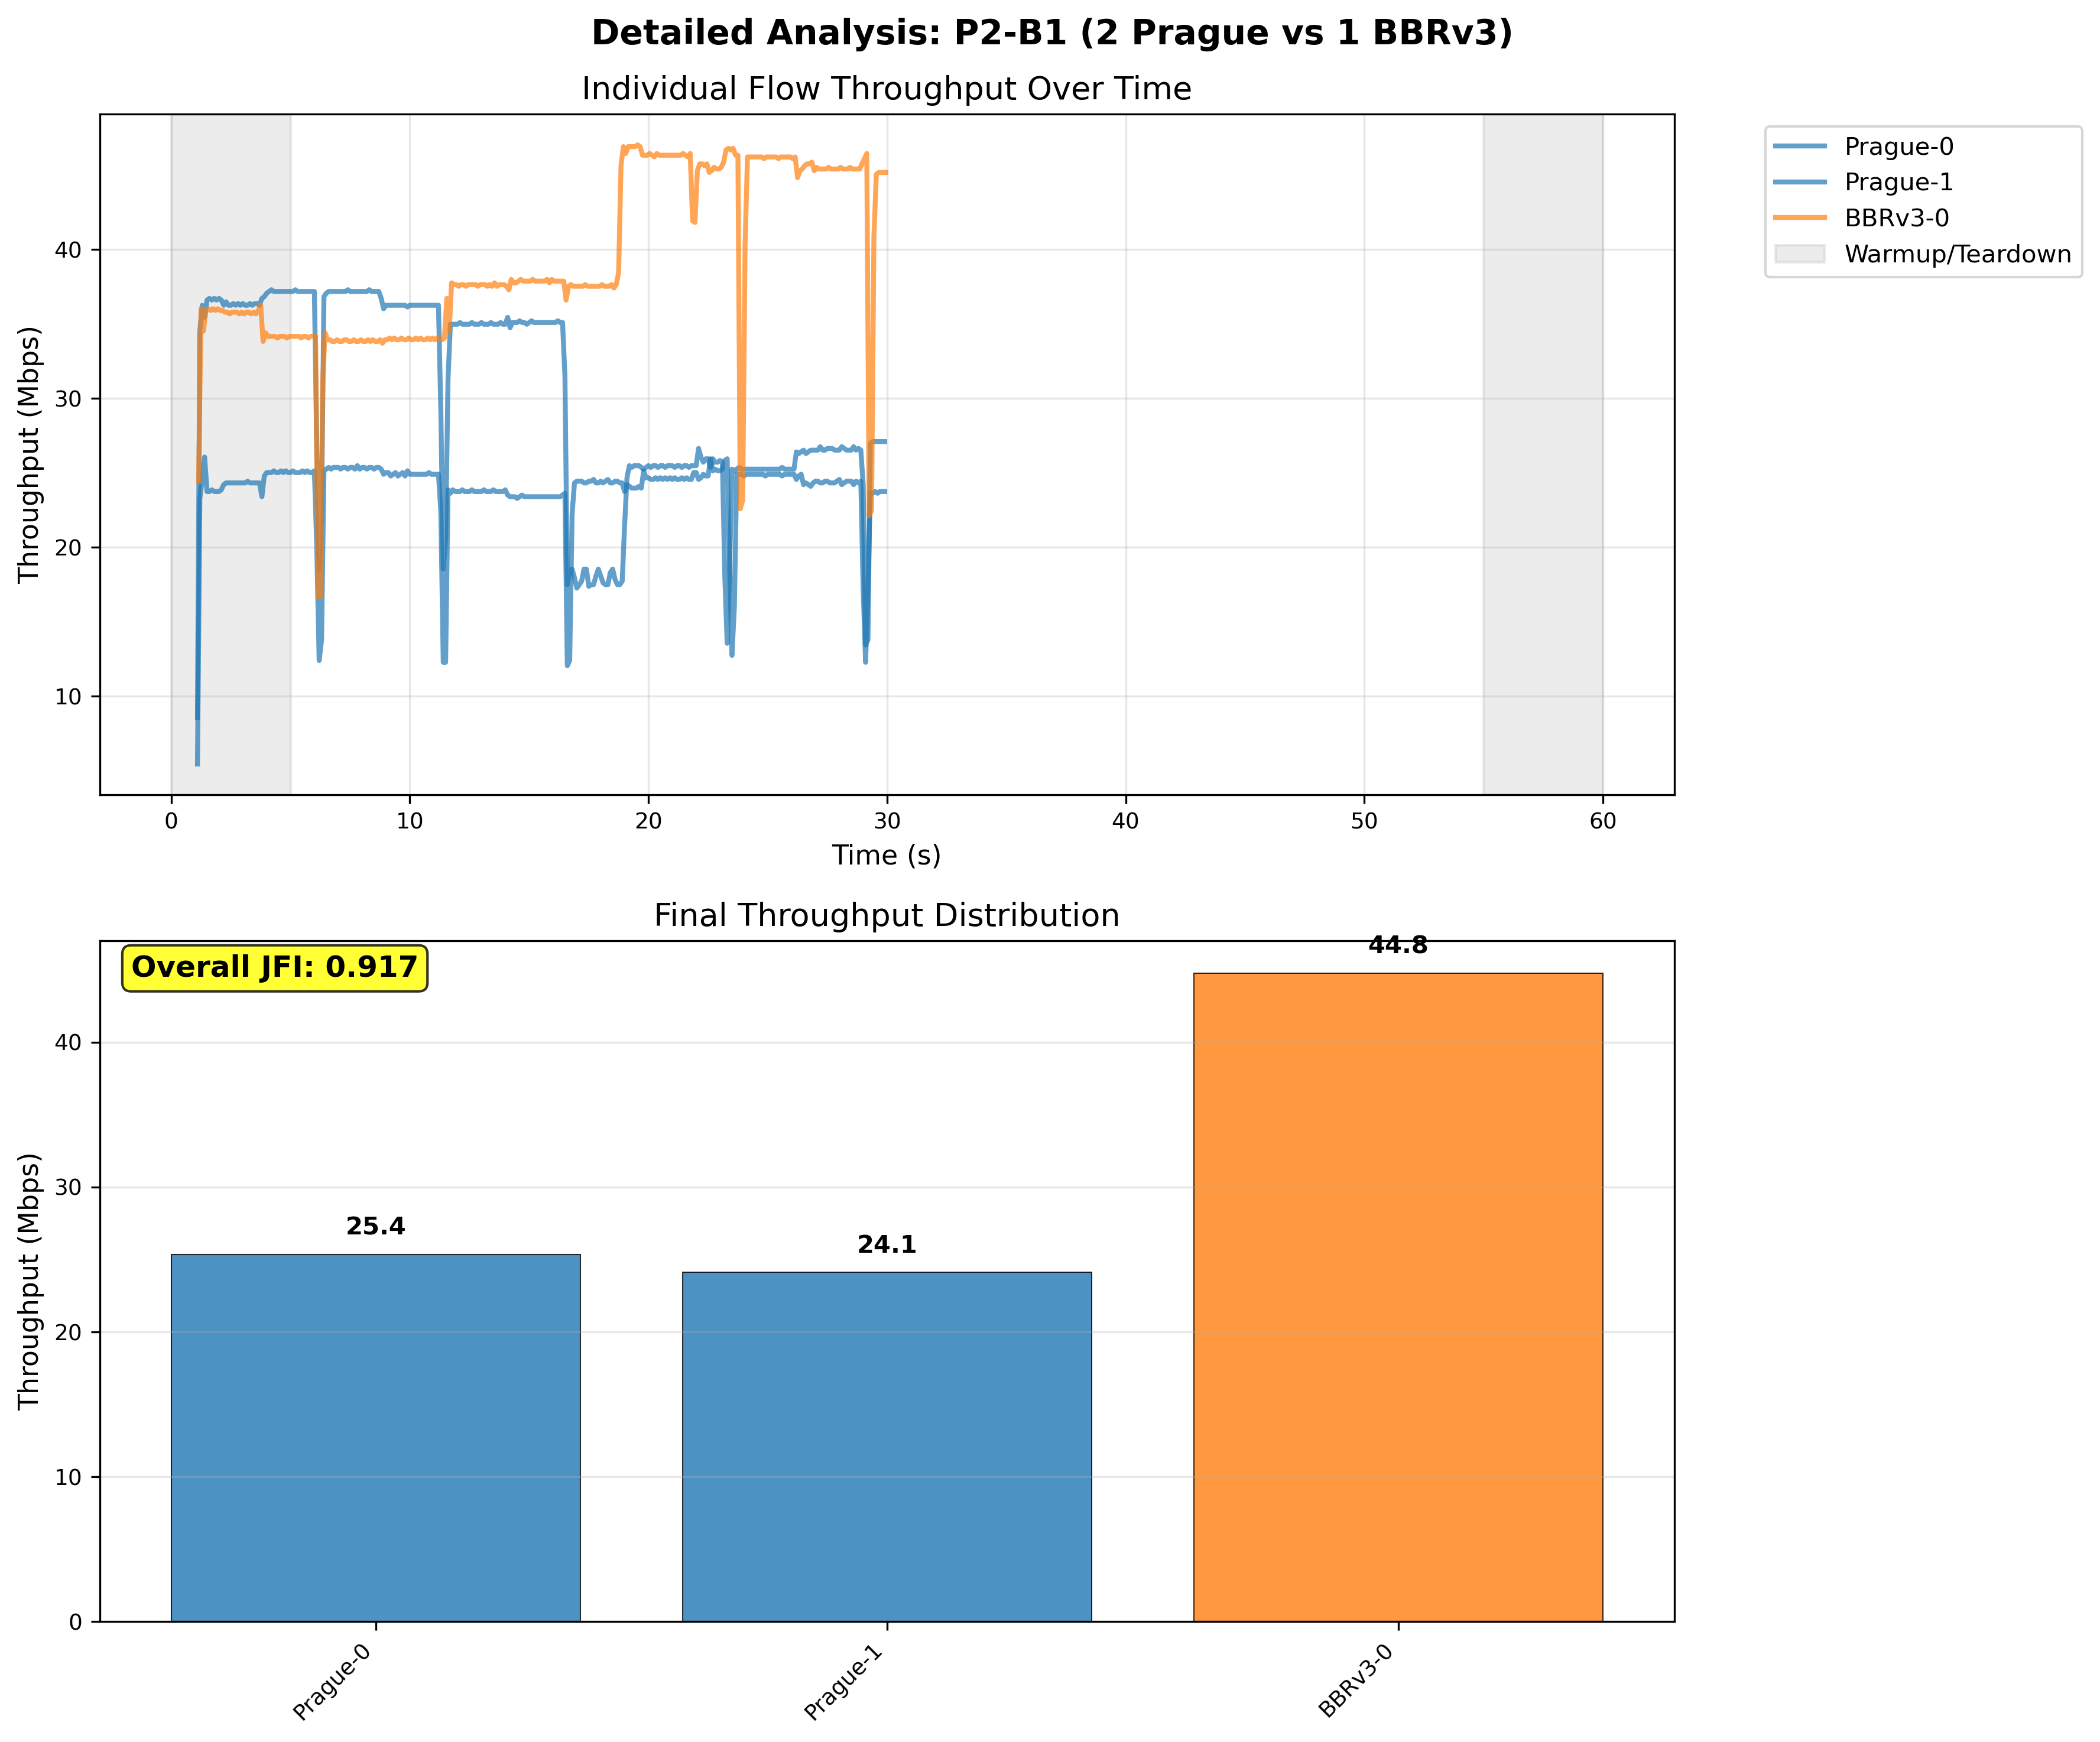 Detailed Analysis: P2-B1 (2 Prague vs 1 BBRv3)
Individual Flow Throughput Over Time
Prague-0
Prague-1
BBRv3-0
Warmup/Teardown
Throughput (Mbps)
40
30
20
10
0 10 20 30 40 50 60
Time (s)
Final Throughput Distribution
Overall JFI: 0.917
44.8
25.4
24.1
Throughput (Mbps)
40
30
20
10
0
Prague-0
Prague-1
BBRv3-0